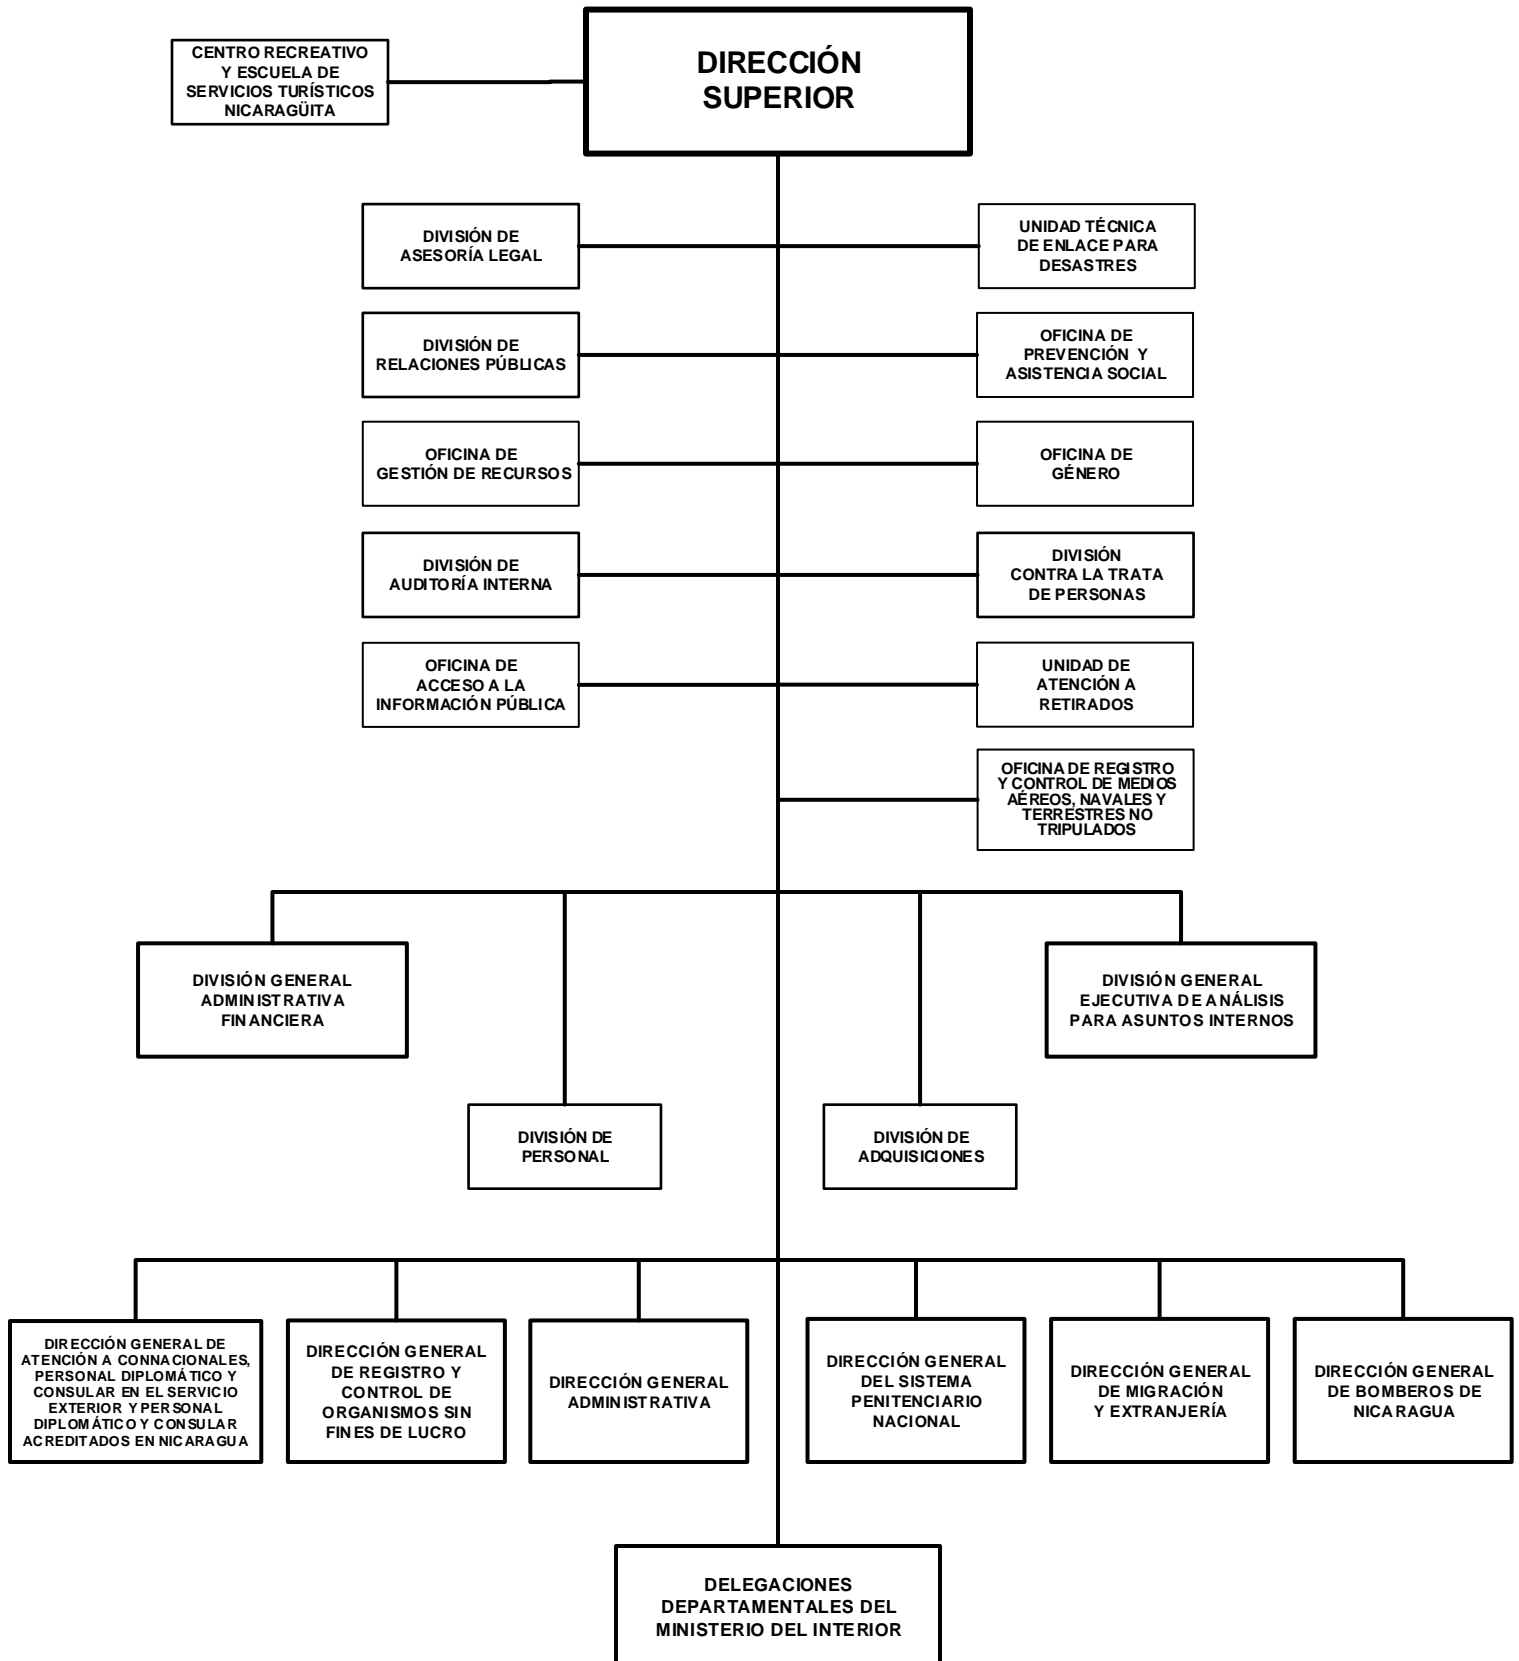 CENTRO RECREATIVO
Y ESCUELA DE
SERVICIOS TURÍSTICOS
NICARAGÜITA
DIRECCIÓN
SUPERIOR
DIVISIÓN DE
ASESORÍA LEGAL
UNIDAD TÉCNICA
DE ENLACE PARA
DESASTRES
DIVISIÓN DE
RELACIONES PÚBLICAS
OFICINA DE
PREVENCIÓN Y
ASISTENCIA SOCIAL
OFICINA DE
GESTIÓN DE RECURSOS
OFICINA DE
GÉNERO
DIVISIÓN DE
AUDITORÍA INTERNA
DIVISIÓN
CONTRA LA TRATA
DE PERSONAS
OFICINA DE
ACCESO A LA
INFORMACIÓN PÚBLICA
UNIDAD DE
ATENCIÓN A
RETIRADOS
OFICINA DE REGISTRO
Y CONTROL DE MEDIOS
AÉREOS, NAVALES Y
TERRESTRES NO
TRIPULADOS
DIVISIÓN GENERAL
ADMINISTRATIVA
FINANCIERA
DIVISIÓN GENERAL
EJECUTIVA DE ANÁLISIS
PARA ASUNTOS INTERNOS
DIVISIÓN DE
PERSONAL
DIVISIÓN DE
ADQUISICIONES
DIRECCIÓN GENERAL DE
ATENCIÓN A CONNACIONALES,
PERSONAL DIPLOMÁTICO Y
CONSULAR EN EL SERVICIO
EXTERIOR Y PERSONAL
DIPLOMÁTICO Y CONSULAR
ACREDITADOS EN NICARAGUA
DIRECCIÓN GENERAL
DE REGISTRO Y
CONTROL DE
ORGANISMOS SIN
FINES DE LUCRO
DIRECCIÓN GENERAL
ADMINISTRATIVA
DIRECCIÓN GENERAL
DEL SISTEMA
PENITENCIARIO
NACIONAL
DIRECCIÓN GENERAL
DE MIGRACIÓN
Y EXTRANJERÍA
DIRECCIÓN GENERAL
DE BOMBEROS DE
NICARAGUA
DELEGACIONES
DEPARTAMENTALES DEL
MINISTERIO DEL INTERIOR